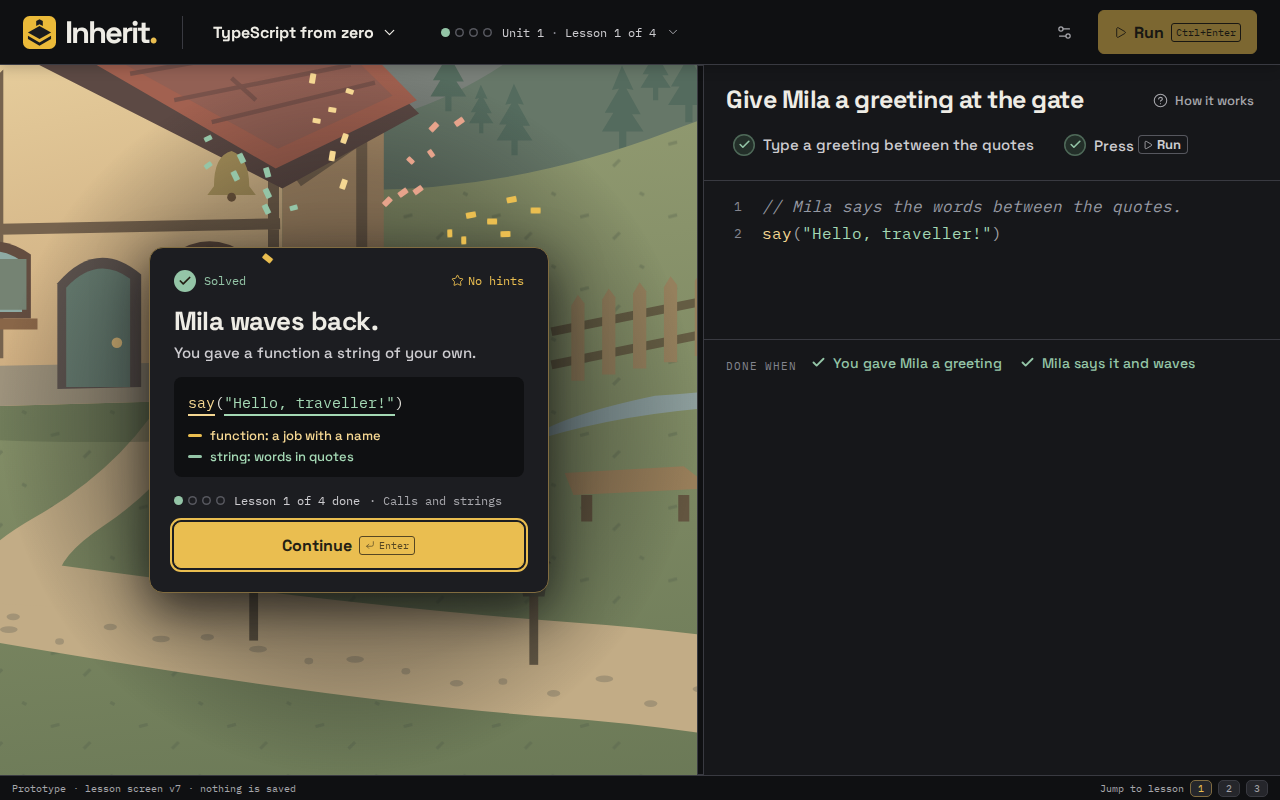 Inherit.
TypeScript from zero
Unit 1 · Lesson 1 of 4
Run Ctrl+Enter
Give Mila a greeting at the gate
How it works
Type a greeting between the quotes
Press Run
1 // Mila says the words between the quotes.
2 say("Hello, traveller!")
DONE WHEN You gave Mila a greeting Mila says it and waves
Solved
No hints
Mila waves back.
You gave a function a string of your own.
say("Hello, traveller!")
function: a job with a name
string: words in quotes
Lesson 1 of 4 done · Calls and strings
Continue Enter
Prototype · lesson screen v7 · nothing is saved
Jump to lesson 1 2 3